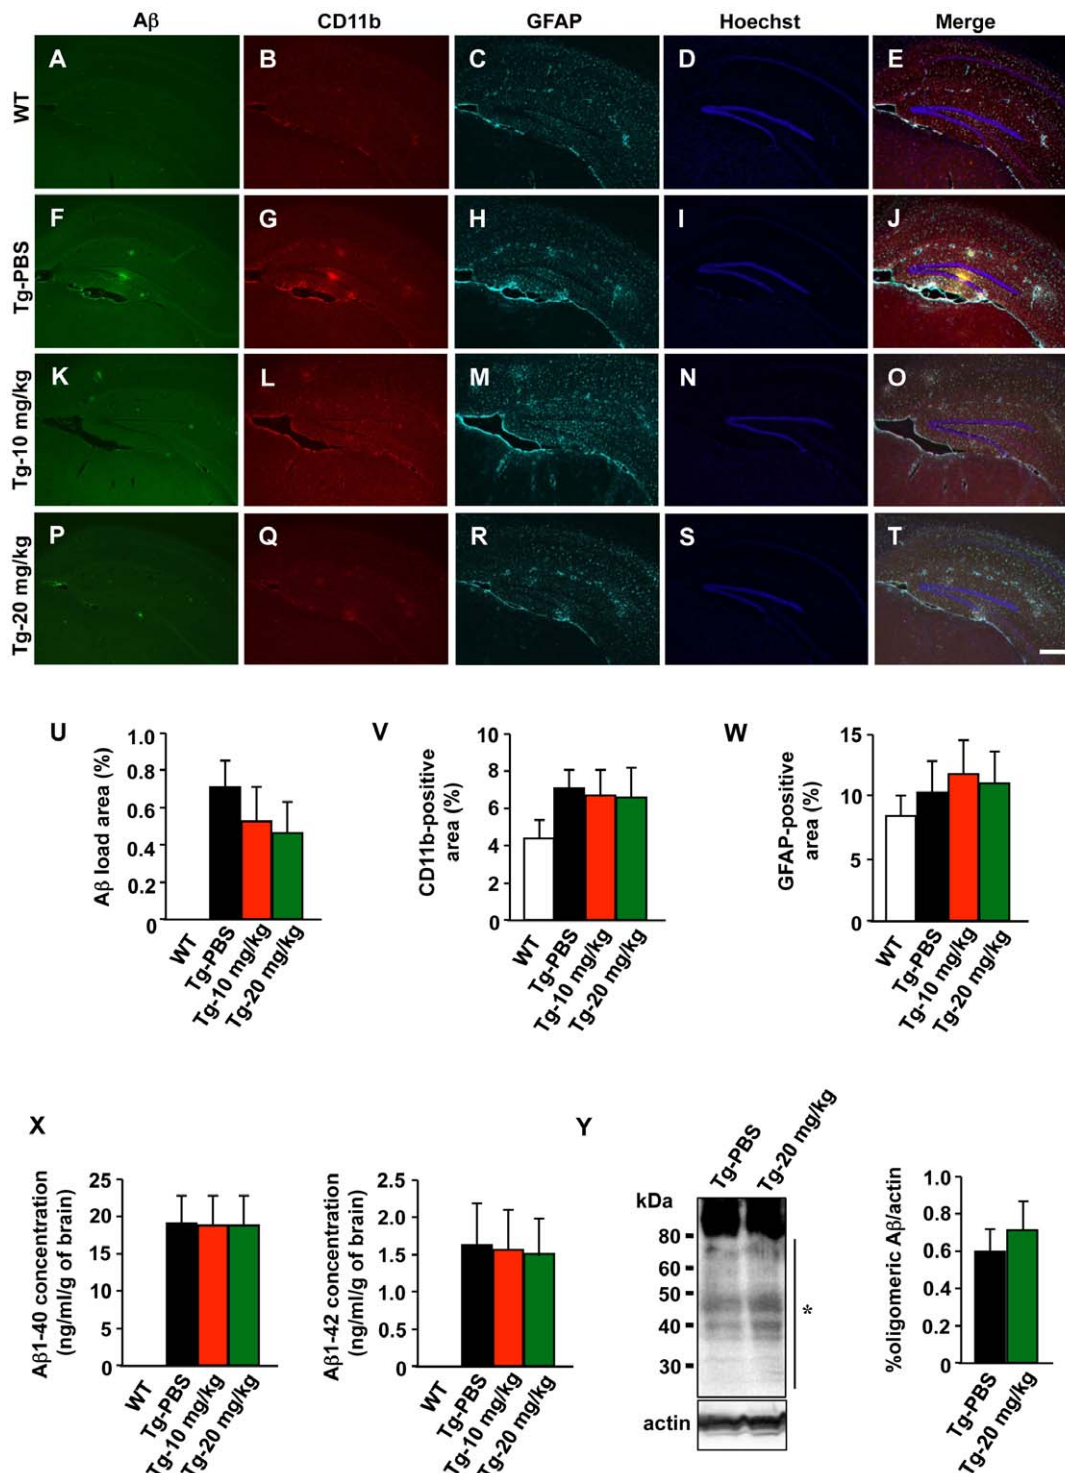 Aβ CD11b GFAP Hoechst Merge
WT
A B C D E
Tg-PBS
F G H I J
Tg-10 mg/kg
K L M N O
Tg-20 mg/kg
P Q R S T
U
Aβ load area (%)
1.0
0.8
0.6
0.4
0.2
0
WT
Tg-PBS
Tg-10 mg/kg
Tg-20 mg/kg
V
CD11b-positive
area (%)
10
8
6
4
2
0
WT
Tg-PBS
Tg-10 mg/kg
Tg-20 mg/kg
W
GFAP-positive
area (%)
15
10
5
0
WT
Tg-PBS
Tg-10 mg/kg
Tg-20 mg/kg
X
Aβ1-40 concentration
(ng/ml/g of brain)
25
20
15
10
5
0
WT
Tg-PBS
Tg-10 mg/kg
Tg-20 mg/kg
Aβ1-42 concentration
(ng/ml/g of brain)
2.5
2.0
1.5
1.0
0.5
0
WT
Tg-PBS
Tg-10 mg/kg
Tg-20 mg/kg
Y
Tg-PBS
Tg-20 mg/kg
kDa
80
60
50
40
30
*
actin
%oligomeric Aβ/actin
1.0
0.8
0.6
0.4
0.2
0
Tg-PBS
Tg-20 mg/kg